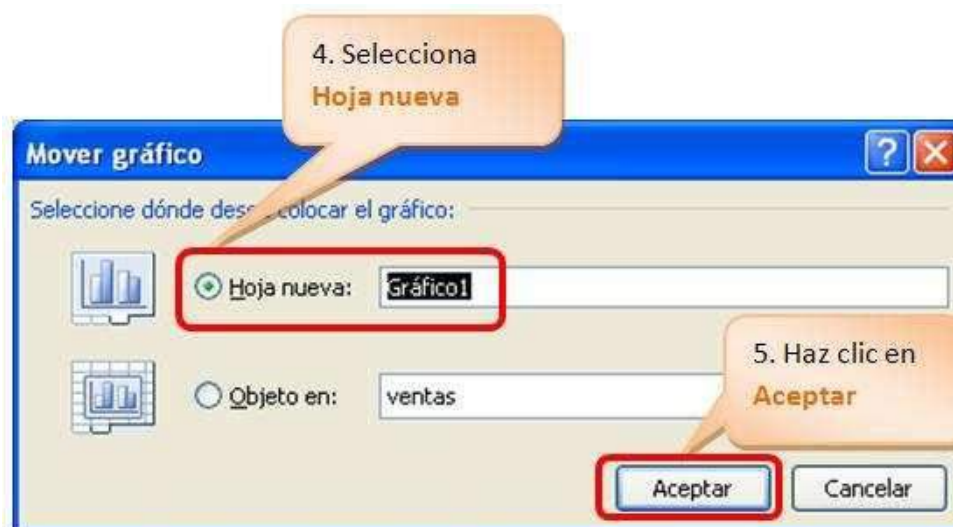 4. Selecciona
Hoja nueva
Mover gráfico
?
Seleccione dónde dese colocar el gráfico:
Hoja nueva: Gráfico1
5. Haz clic en
Aceptar
Objeto en: ventas
Aceptar Cancelar